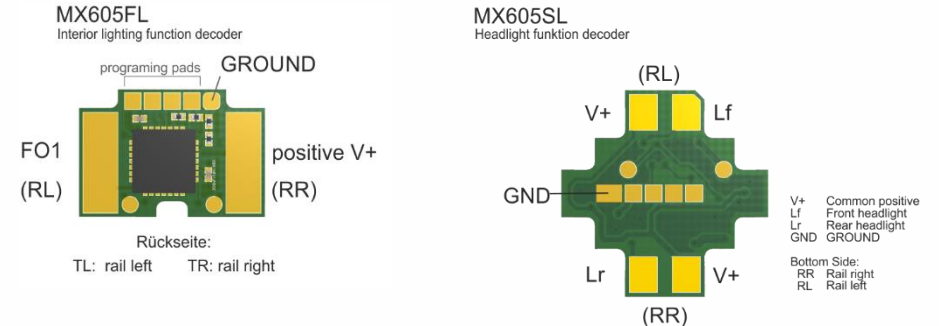 MX605FL
Interior lighting function decoder
programing pads
GROUND
FO1
(RL)
positive V+
(RR)
Rückseite:
TL: rail left TR: rail right
MX605SL
Headlight funktion decoder
(RL)
V+
Lf
GND
Lr
V+
(RR)
V+ Common positive
Lf Front headlight
Lr Rear headlight
GND GROUND
Bottom Side:
RR Rail right
RL Rail left